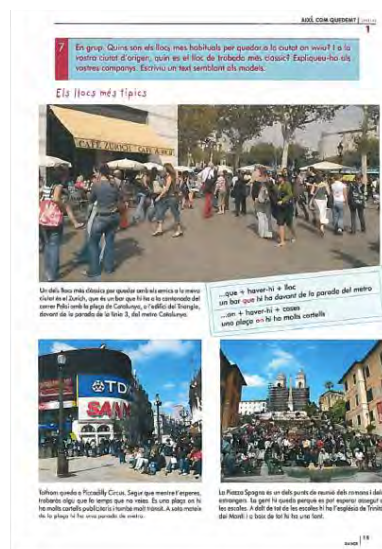 AIXÍ, COM QUEDEM?
1
7 En grup. Quins són els llocs més habituals per quedar a la ciutat on viviu? I a la
vostra ciutat d'origen, quin és el lloc de trobada més clàssic? Expliqueu-ho als
vostres companys. Escriviu un text semblant als models.
Els llocs més típics
CAFE ZURICH
Un dels llocs més clàssics per quedar amb els amics a la meva
ciutat és el Zurich, que és un bar que hi ha a la cantonada del
carrer Pelai amb la plaça de Catalunya, a l'edifici del Triangle,
davant de la parada de la línia 3, del metro Catalunya.
...que + haver-hi + lloc
un bar que hi ha davant de la parada del metro
...on + haver-hi + coses
una plaça on hi ha molts cartells
TDK
SAN
Tothom queda a Piccadilly Circus. Segur que mentre t'esperes,
trobaràs algú que fa temps que no veies. És una plaça on hi
ha molts cartells publicitaris i també molt trànsit. A sota mateix
de la plaça hi ha una parada de metro.
La Piazza Spagna és un dels punts de reunió dels romans i dels
estrangers. La gent hi queda perquè es pot esperar assegut a
les escales. A dalt de tot de les escales hi ha l'església de Trinità
dei Monti i a baix de tot hi ha una font.